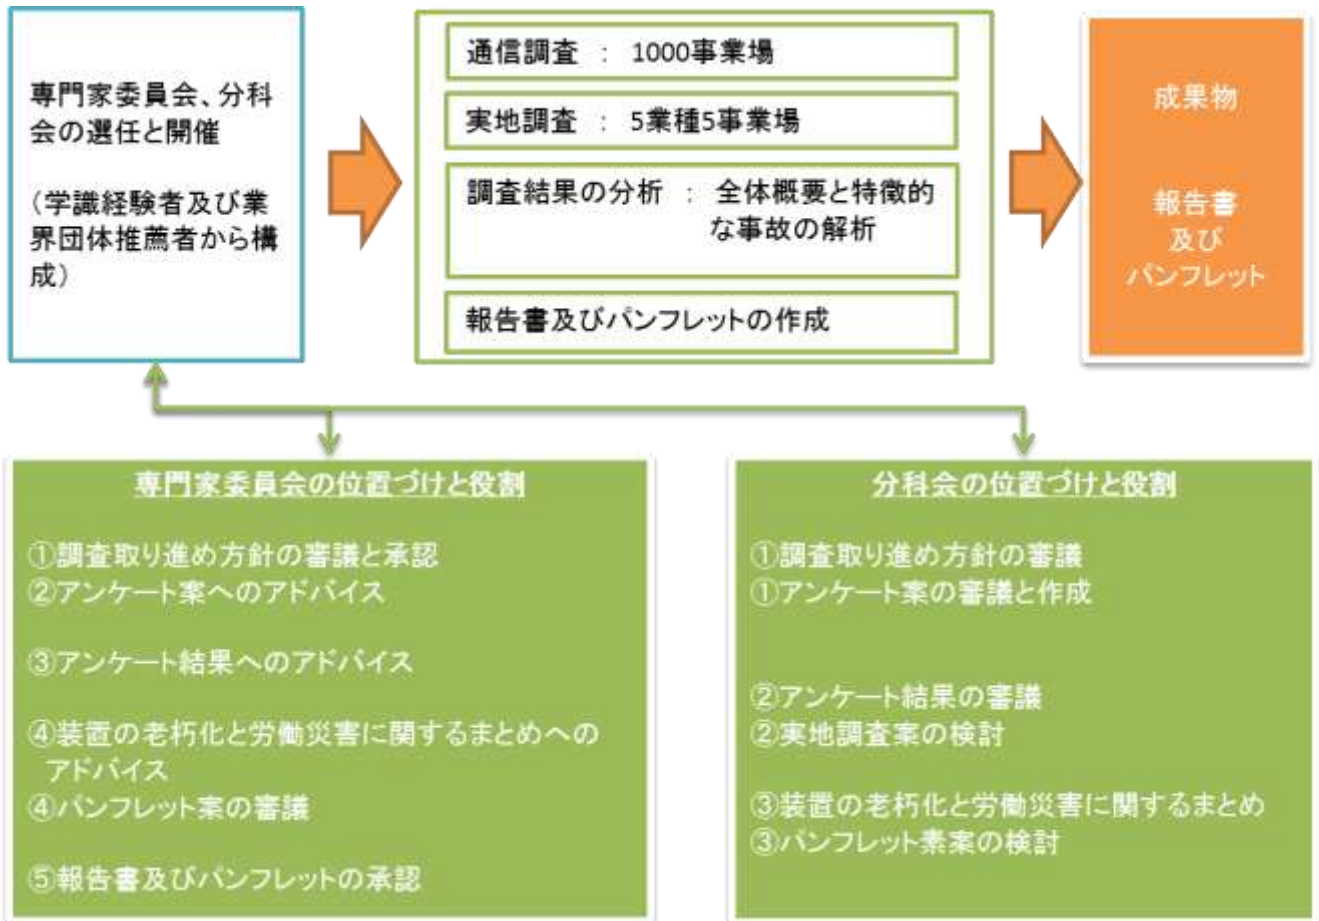 専門家委員会、分科
会の選任と開催
（学識経験者及び業
界団体推薦者から構
成）
通信調査 ： 1000事業場
実地調査 ： 5業種5事業場
調査結果の分析 ： 全体概要と特徴的
な事故の解析
報告書及びパンフレットの作成
成果物
報告書
及び
パンフレット
専門家委員会の位置づけと役割
①調査取り進め方針の審議と承認
②アンケート案へのアドバイス
③アンケート結果へのアドバイス
④装置の老朽化と労働災害に関するまとめへの
アドバイス
④パンフレット案の審議
⑤報告書及びパンフレットの承認
分科会の位置づけと役割
①調査取り進め方針の審議
①アンケート案の審議と作成
②アンケート結果の審議
②実地調査案の検討
③装置の老朽化と労働災害に関するまとめ
③パンフレット素案の検討